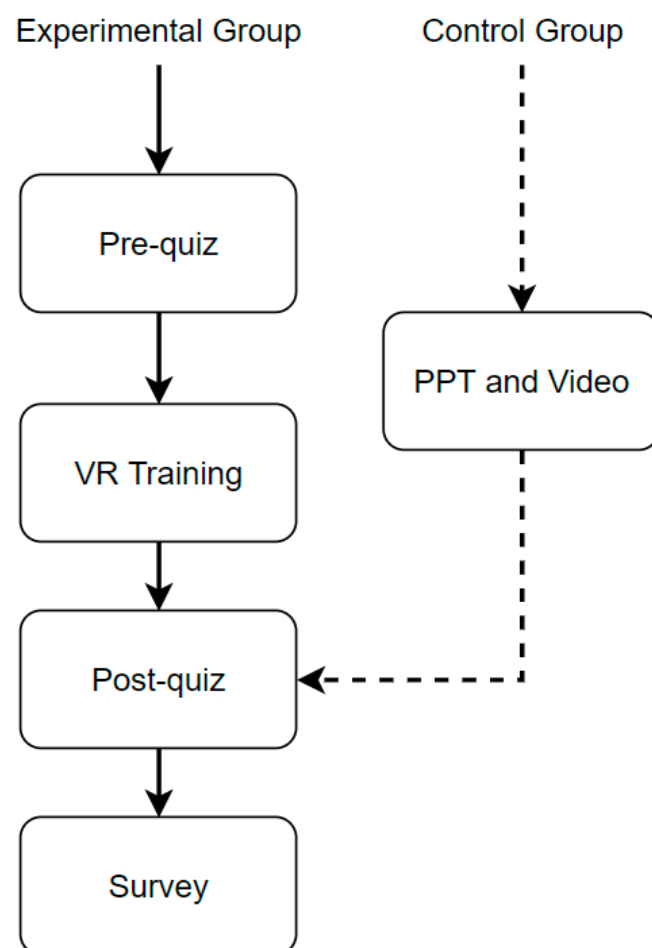 Experimental Group
Control Group
Pre-quiz
PPT and Video
VR Training
Post-quiz
Survey